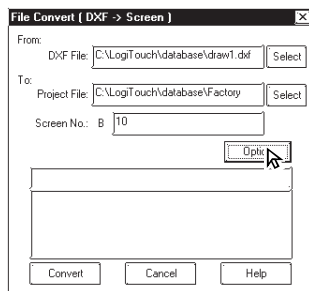 File Convert ( DXF -> Screen )
From:
DXF File: C:\LogiTouch\database\draw1.dxf Select
To:
Project File: C:\LogiTouch\database\Factory Select
Screen No.: B 10
Convert Cancel Help